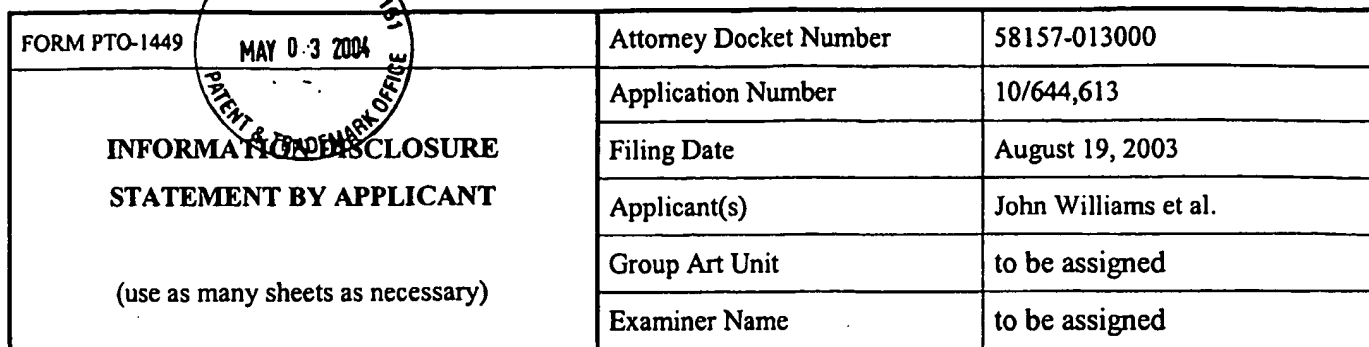 FORM PTO-1449
MAY 03 2004
PATENT & TRADEMARK OFFICE
INFORMATION DISCLOSURE
STATEMENT BY APPLICANT
(use as many sheets as necessary)
Attorney Docket Number 58157-013000
Application Number 10/644,613
Filing Date August 19, 2003
Applicant(s) John Williams et al.
Group Art Unit to be assigned
Examiner Name to be assigned